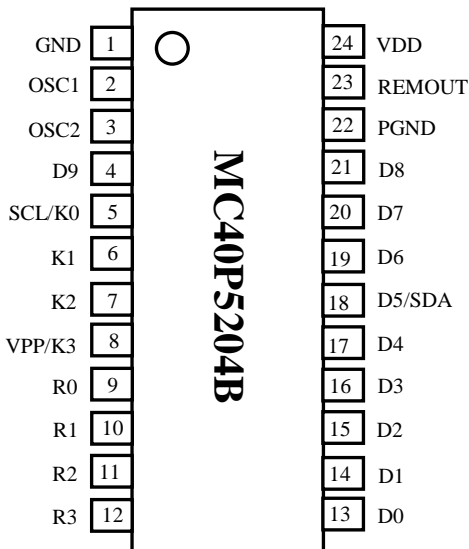 GND 1 24 VDD
OSC1 2 23 REMOUT
OSC2 3 22 PGND
D9 4 21 D8
SCL/K0 5 20 D7
K1 6 19 D6
K2 7 18 D5/SDA
VPP/K3 8 17 D4
R0 9 16 D3
R1 10 15 D2
R2 11 14 D1
R3 12 13 D0
MC40P5204B